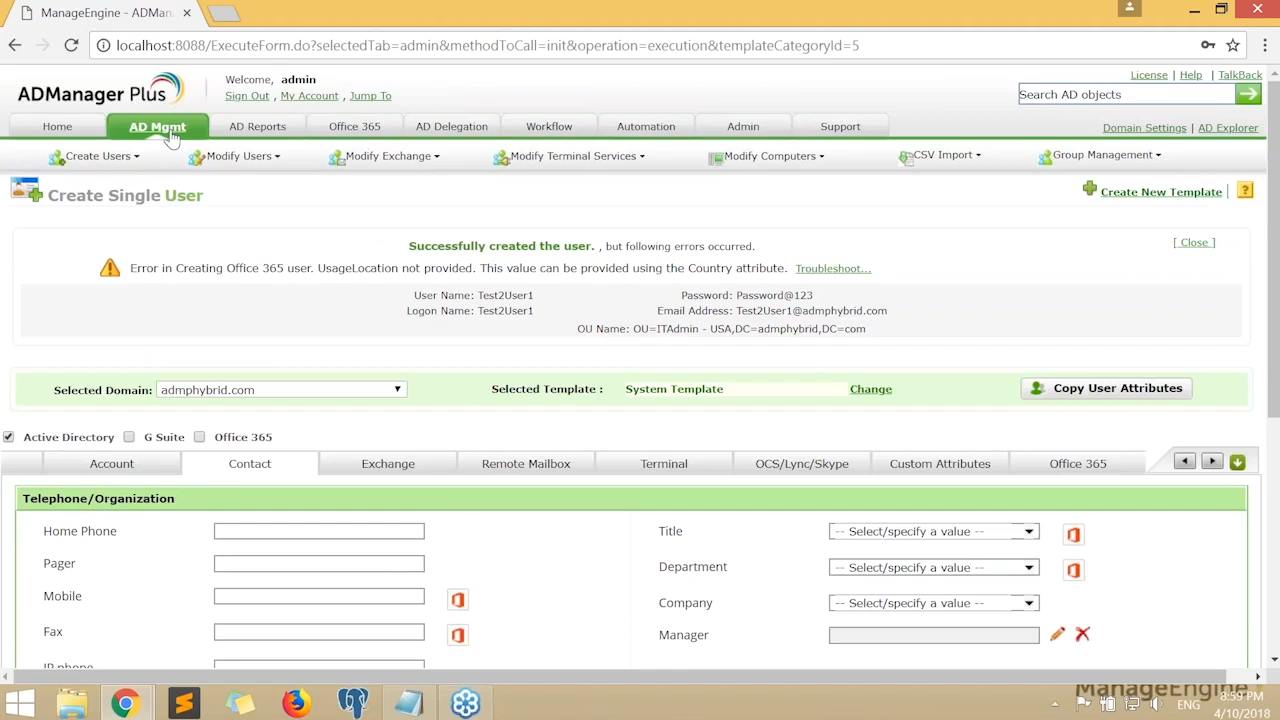 ManageEngine - ADMan
localhost:8088/ExecuteForm.do?selectedTab=admin&methodToCall=init&operation=execution&templateCategoryId=5
ADManager Plus
Welcome, admin
Sign Out , My Account , Jump To
License | Help | TalkBack
Search AD objects
Home AD Mgmt AD Reports Office 365 AD Delegation Workflow Automation Admin Support
Domain Settings | AD Explorer
Create Users Modify Users Modify Exchange Modify Terminal Services Modify Computers CSV Import Group Management
Create Single User
Create New Template ?
Successfully created the user. , but following errors occurred.
[ Close ]
Error in Creating Office 365 user. UsageLocation not provided. This value can be provided using the Country attribute. Troubleshoot...
User Name: Test2User1 Password: Password@123
Logon Name: Test2User1 Email Address: Test2User1@admphybrid.com
OU Name: OU=ITAdmin - USA,DC=admphybrid,DC=com
Selected Domain: admphybrid.com Selected Template : System Template Change Copy User Attributes
Active Directory G Suite Office 365
Account Contact Exchange Remote Mailbox Terminal OCS/Lync/Skype Custom Attributes Office 365
Telephone/Organization
Home Phone Title -- Select/specify a value --
Pager Department -- Select/specify a value --
Mobile Company -- Select/specify a value --
Fax Manager
IP phone
ManageEngine
ENG 8:59 PM
4/10/2018